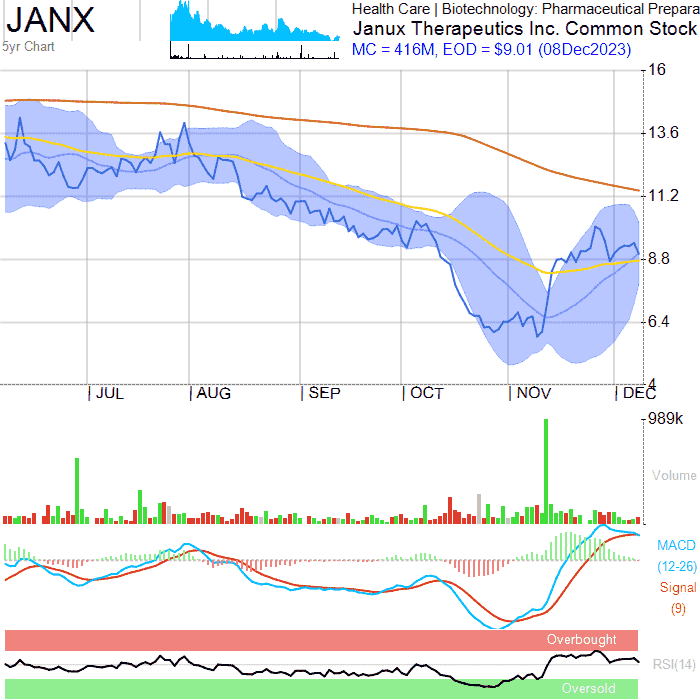 JANX
5yr Chart
Health Care | Biotechnology: Pharmaceutical Prepara
Janux Therapeutics Inc. Common Stock
MC = 416M, EOD = $9.01 (08Dec2023)
16
13.6
11.2
8.8
6.4
4
JUL AUG SEP OCT NOV DEC
989k
Volume
MACD
(12-26)
Signal
(9)
Overbought
RSI(14)
Oversold